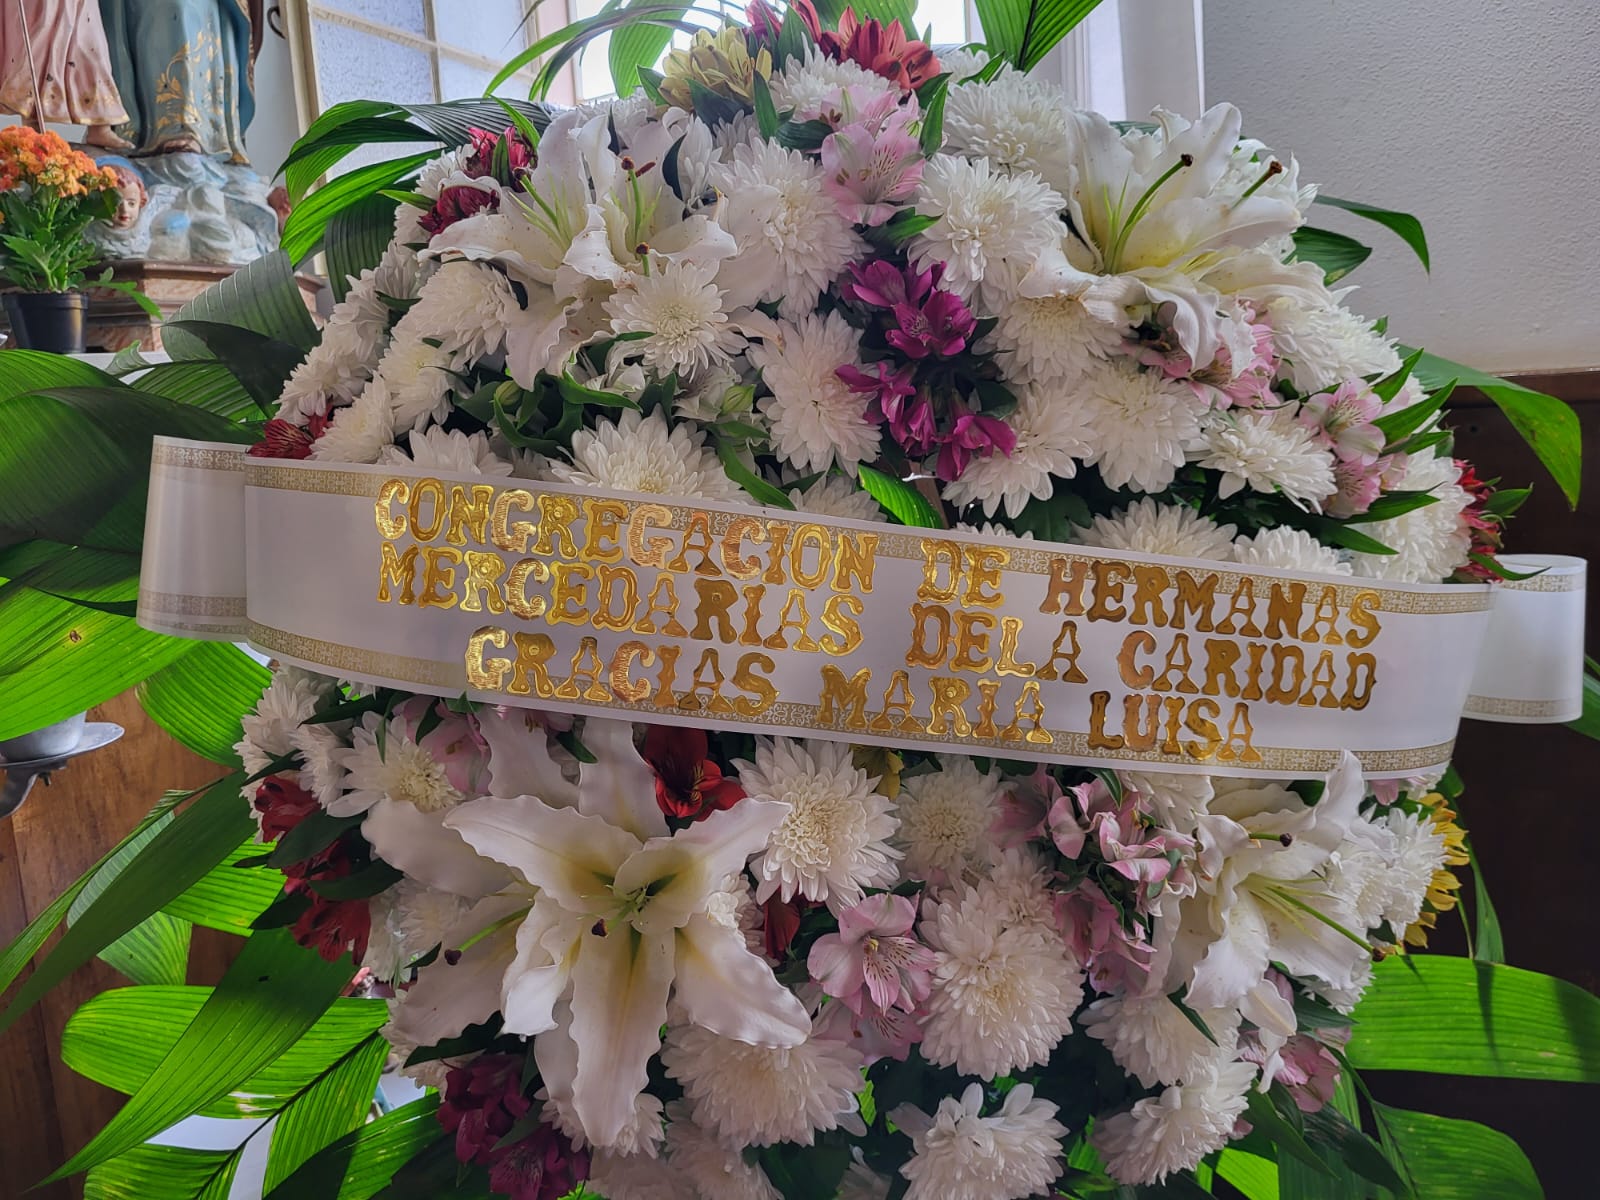 CONGREGACION DE HERMANAS
MERCEDARIAS DELA CARIDAD
GRACIAS MARIA LUISA